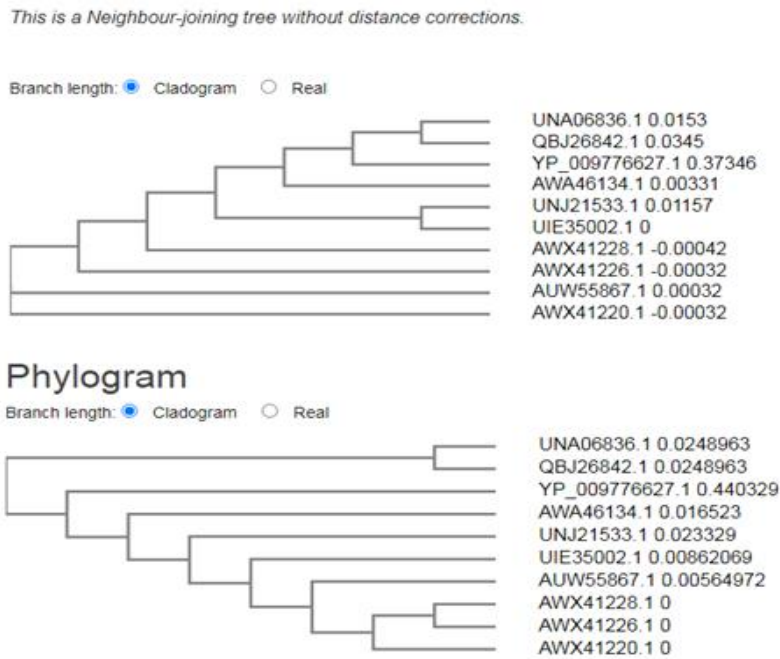 This is a Neighbour-joining tree without distance corrections.
Branch length: Cladogram Real
UNA06836.1 0.0153
QBJ26842.1 0.0345
YP_009776627.1 0.37346
AWA46134.1 0.00331
UNJ21533.1 0.01157
UIE35002.1 0
AWX41228.1 -0.00042
AWX41226.1 -0.00032
AUW55867.1 0.00032
AWX41220.1 -0.00032
Phylogram
Branch length: Cladogram Real
UNA06836.1 0.0248963
QBJ26842.1 0.0248963
YP_009776627.1 0.440329
AWA46134.1 0.016523
UNJ21533.1 0.023329
UIE35002.1 0.00862069
AUW55867.1 0.00564972
AWX41228.1 0
AWX41226.1 0
AWX41220.1 0